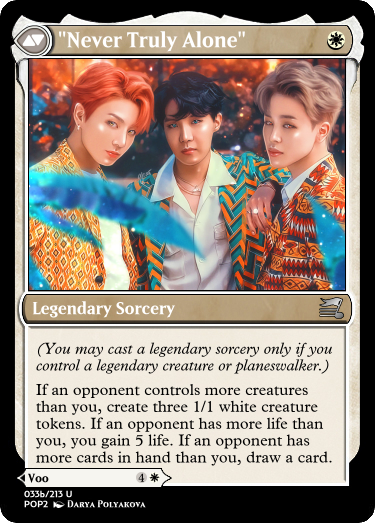 "Never Truly Alone"
Legendary Sorcery
(You may cast a legendary sorcery only if you
control a legendary creature or planeswalker.)
If an opponent controls more creatures
than you, create three 1/1 white creature
tokens. If an opponent has more life than
you, you gain 5 life. If an opponent has
more cards in hand than you, draw a card.
Voo 4
033b/213 U
POP2 Darya Polyakova